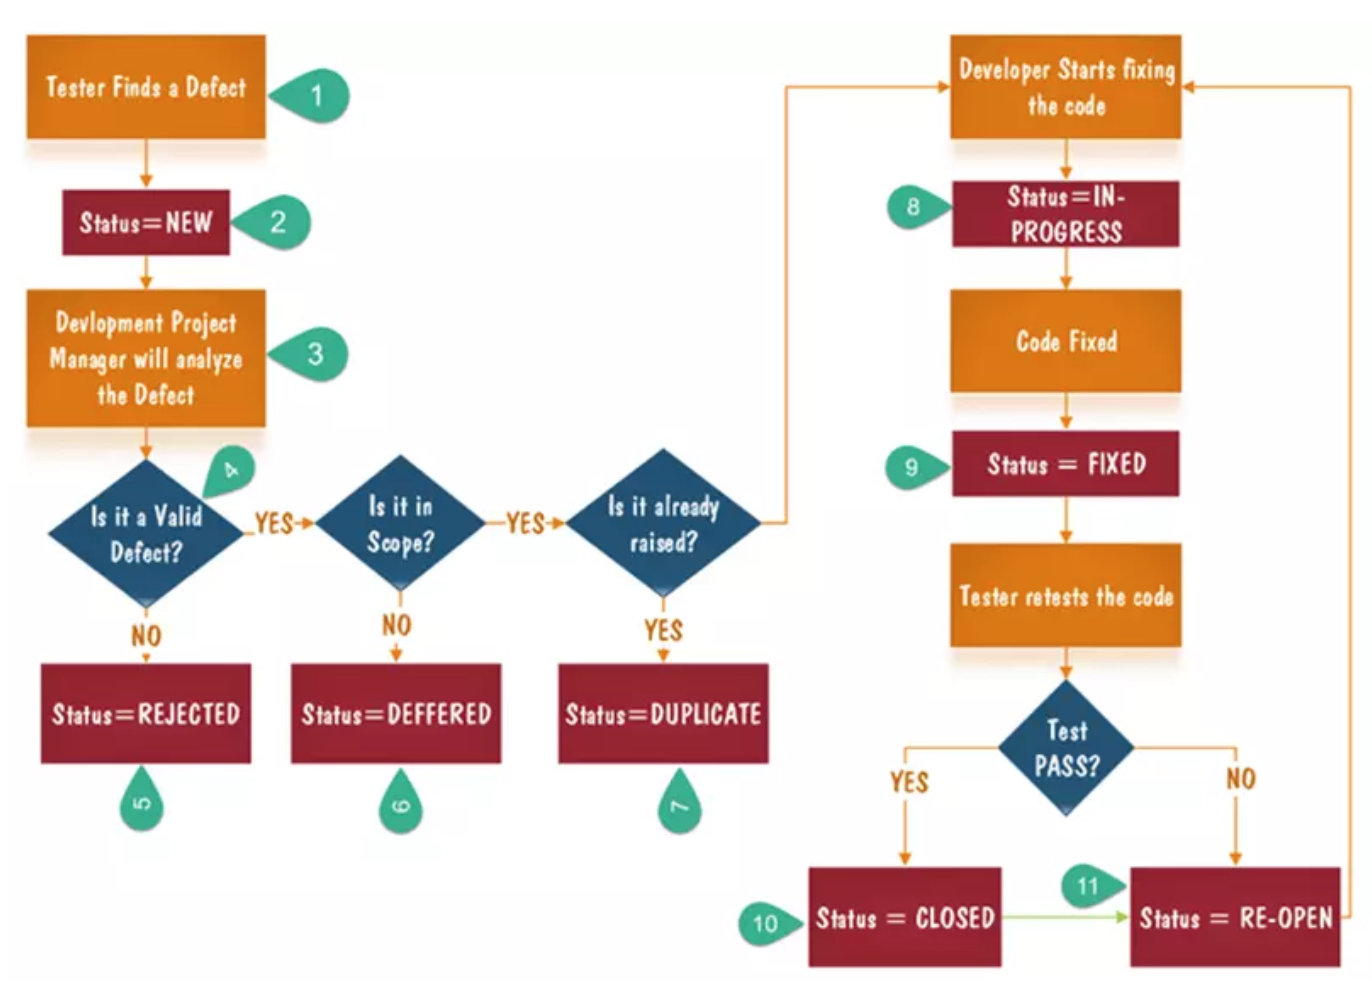 Tester Finds a Defect
1
Status=NEW
2
Devlopment Project
Manager will analyze
the Defect
3
4
Is it a Valid
Defect?
YES
Is it in
Scope?
YES
Is it already
raised?
NO
NO
YES
Status=REJECTED
Status=DEFFERED
Status=DUPLICATE
5
6
7
Developer Starts fixing
the code
8
Status=IN-
PROGRESS
Code Fixed
9
Status = FIXED
Tester retests the code
Test
PASS?
YES
NO
10
Status = CLOSED
11
Status = RE-OPEN